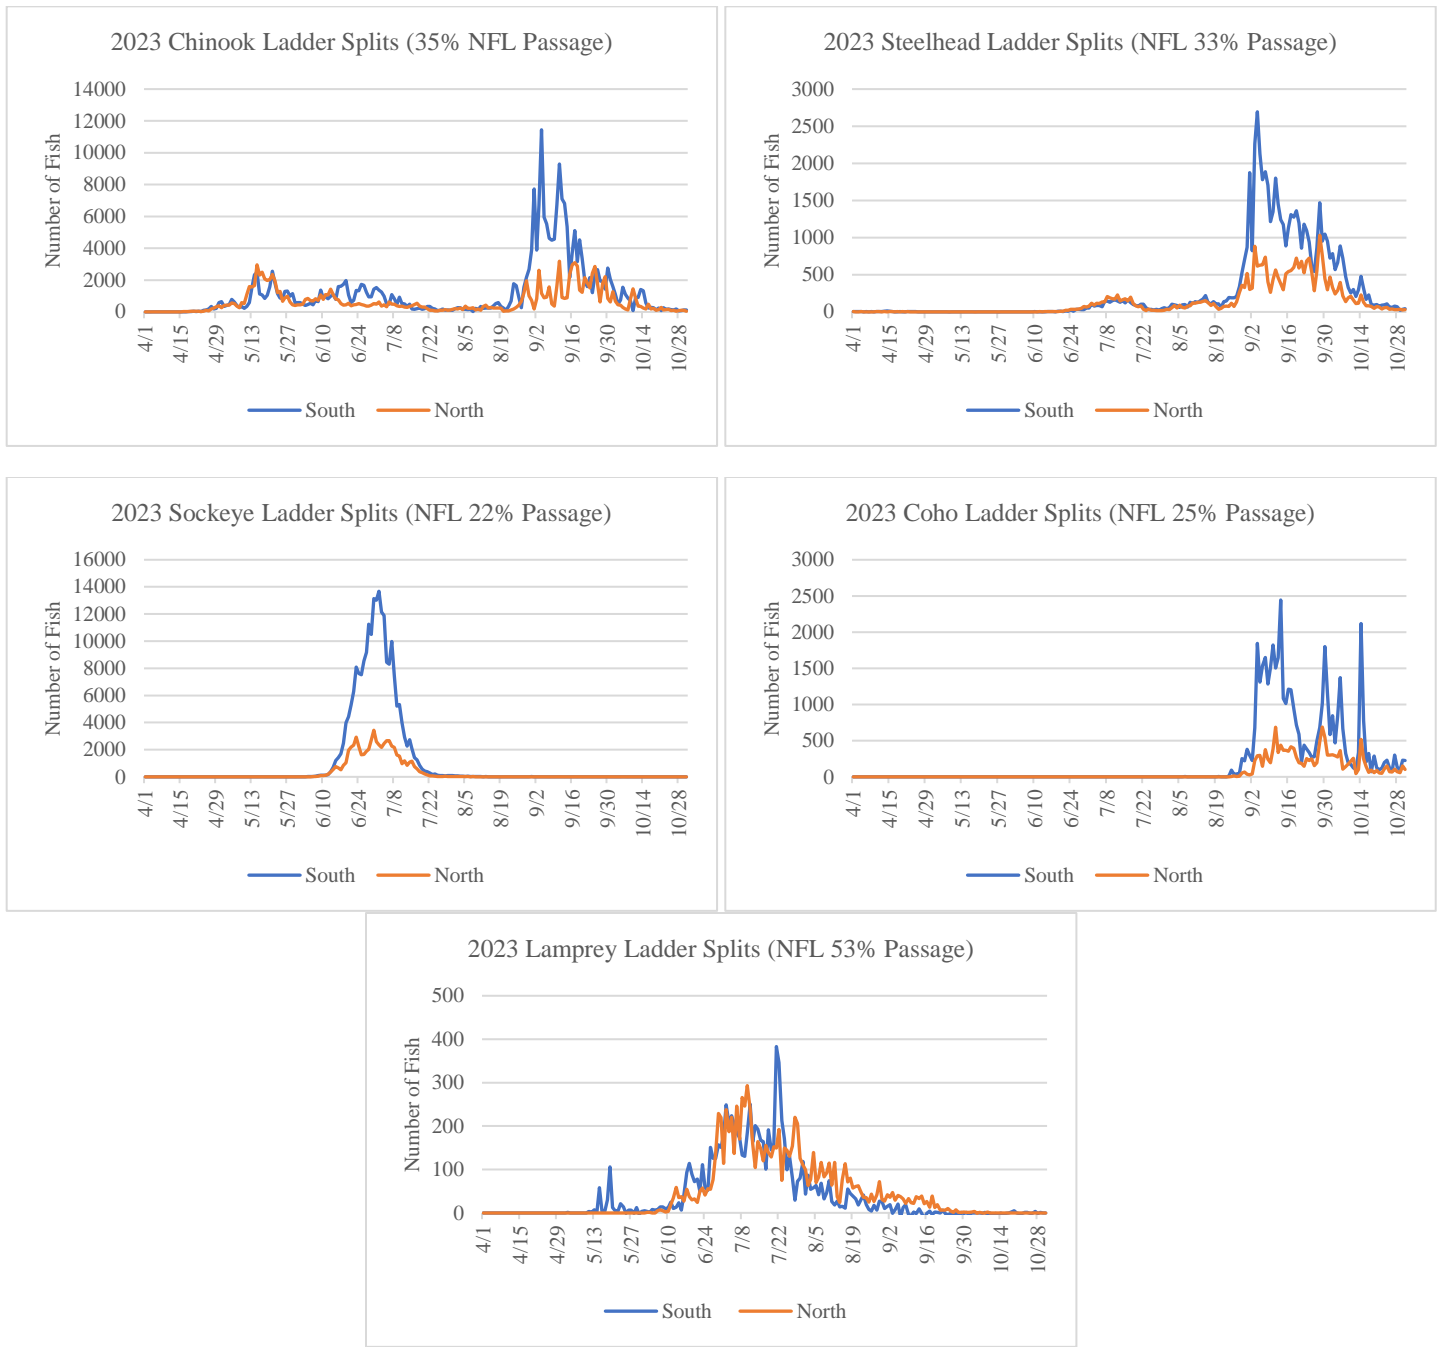 2023 Chinook Ladder Splits (35% NFL Passage)
Number of Fish
14000
12000
10000
8000
6000
4000
2000
0
4/1 4/15 4/29 5/13 5/27 6/10 6/24 7/8 7/22 8/5 8/19 9/2 9/16 9/30 10/14 10/28
South North
2023 Steelhead Ladder Splits (NFL 33% Passage)
Number of Fish
3000
2500
2000
1500
1000
500
0
4/1 4/15 4/29 5/13 5/27 6/10 6/24 7/8 7/22 8/5 8/19 9/2 9/16 9/30 10/14 10/28
South North
2023 Sockeye Ladder Splits (NFL 22% Passage)
Number of Fish
16000
14000
12000
10000
8000
6000
4000
2000
0
4/1 4/15 4/29 5/13 5/27 6/10 6/24 7/8 7/22 8/5 8/19 9/2 9/16 9/30 10/14 10/28
South North
2023 Coho Ladder Splits (NFL 25% Passage)
Number of Fish
3000
2500
2000
1500
1000
500
0
4/1 4/15 4/29 5/13 5/27 6/10 6/24 7/8 7/22 8/5 8/19 9/2 9/16 9/30 10/14 10/28
South North
2023 Lamprey Ladder Splits (NFL 53% Passage)
Number of Fish
500
400
300
200
100
0
4/1 4/15 4/29 5/13 5/27 6/10 6/24 7/8 7/22 8/5 8/19 9/2 9/16 9/30 10/14 10/28
South North